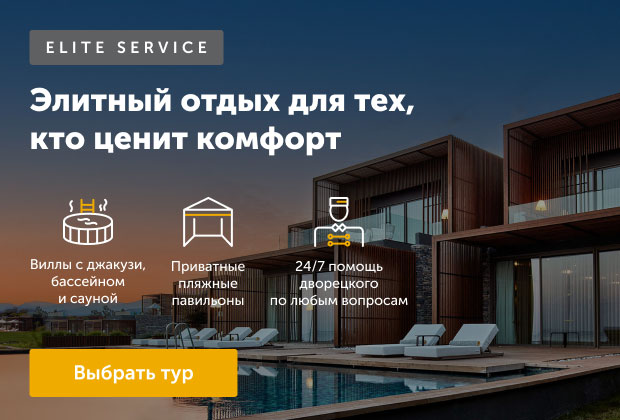 ELITE SERVICE
Элитный отдых для тех,
кто ценит комфорт
Виллы с джакузи,
бассейном
и сауной
Приватные
пляжные
павильоны
24/7 помощь
дворецкого
по любым вопросам
Выбрать тур